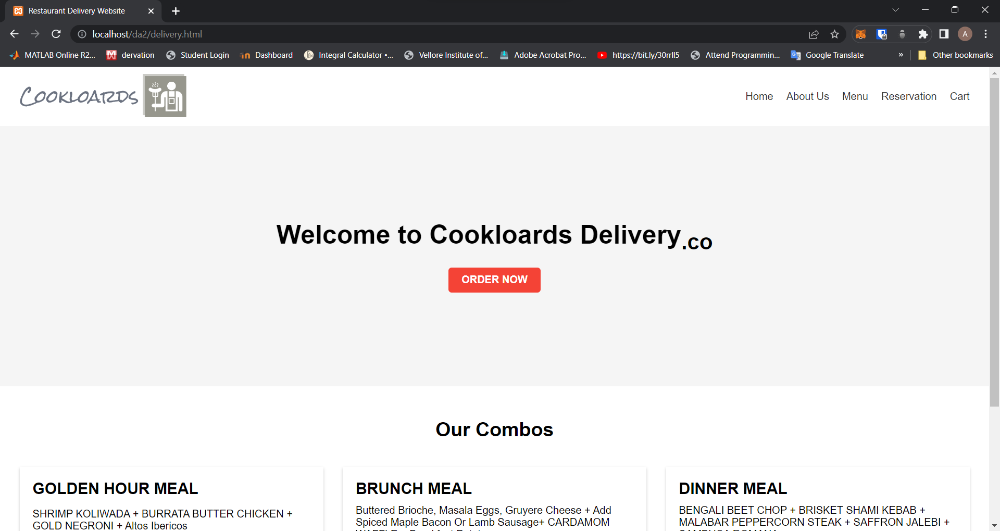 Restaurant Delivery Website
localhost/da2/delivery.html
A
MATLAB Online R2... dervation Student Login Dashboard Integral Calculator •... Vellore Institute of... Adobe Acrobat Pro... https://bit.ly/30rrlI5 Attend Programmin... Google Translate » Other bookmarks
COOKLOARDS
Home About Us Menu Reservation Cart
Welcome to Cookloards Delivery.co
ORDER NOW
Our Combos
GOLDEN HOUR MEAL
SHRIMP KOLIWADA + BURRATA BUTTER CHICKEN +
GOLD NEGRONI + Altos Ibericos
BRUNCH MEAL
Buttered Brioche, Masala Eggs, Gruyere Cheese + Add
Spiced Maple Bacon Or Lamb Sausage+ CARDAMOM
DINNER MEAL
BENGALI BEET CHOP + BRISKET SHAMI KEBAB +
MALABAR PEPPERCORN STEAK + SAFFRON JALEBI +